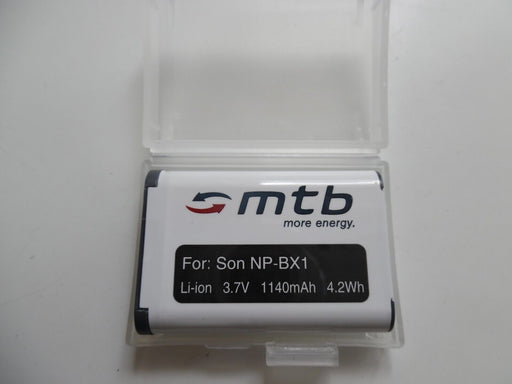 mtb
more energy.
For: Son NP-BX1
Li-ion 3.7V 1140mAh 4.2Wh